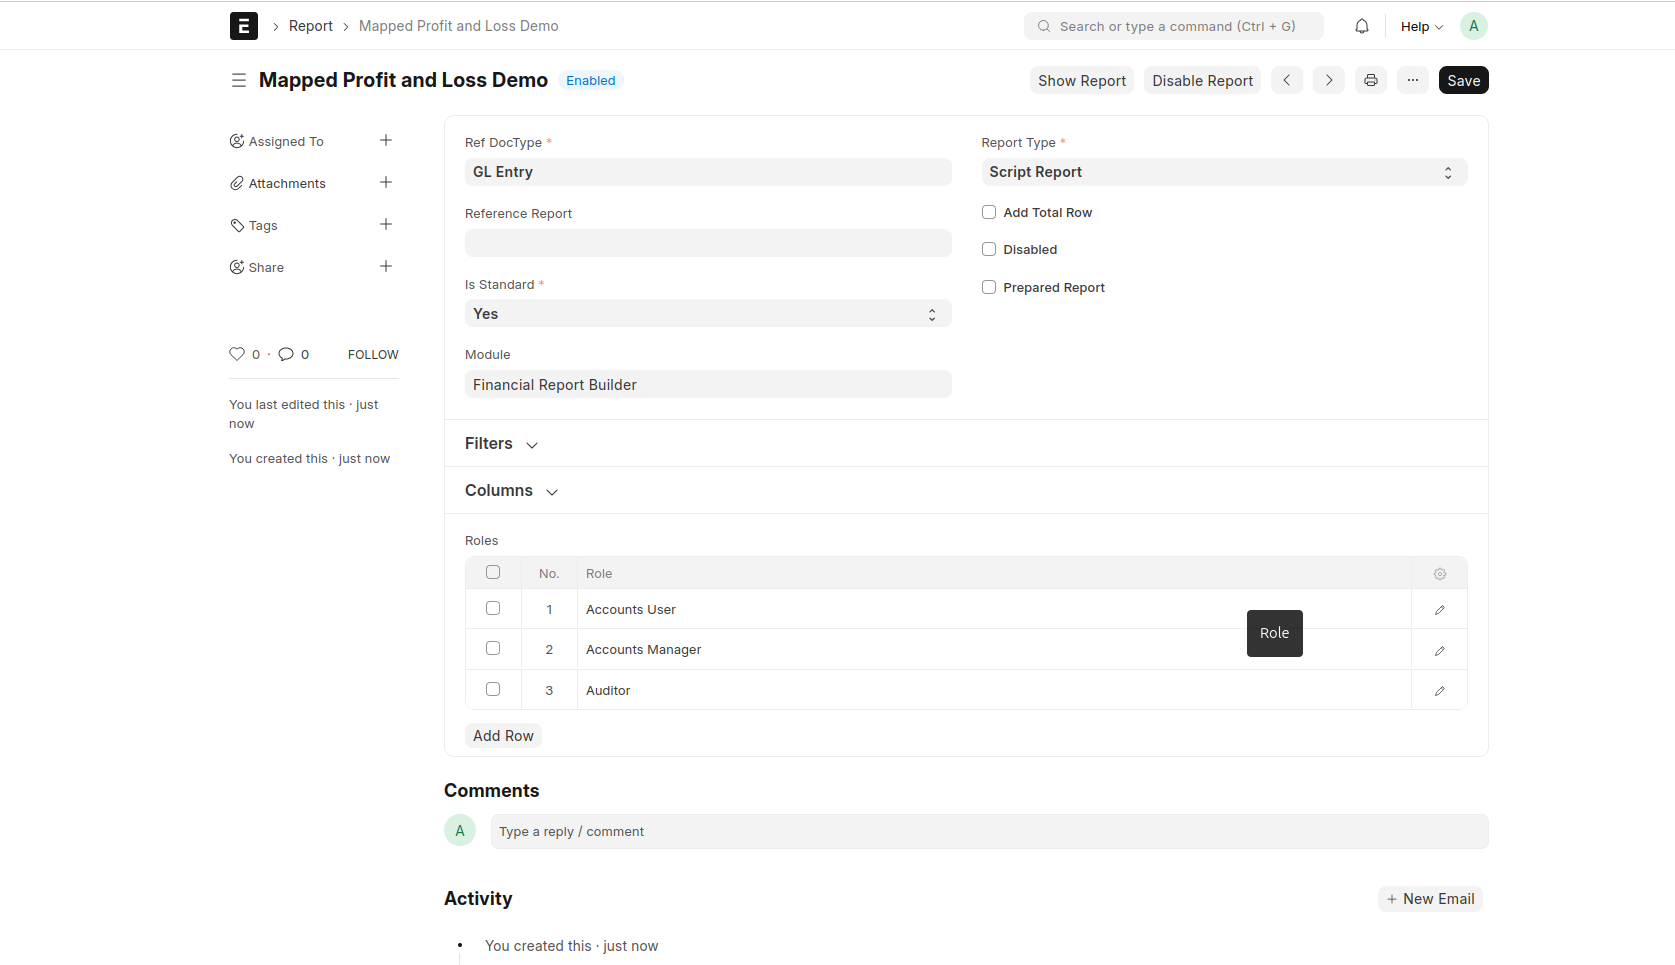 E
Report
Mapped Profit and Loss Demo
Search or type a command (Ctrl + G)
Help
A
Mapped Profit and Loss Demo
Enabled
Show Report
Disable Report
Save
Assigned To
Attachments
Tags
Share
0 · 0
FOLLOW
You last edited this · just
now
You created this · just now
Ref DocType *
GL Entry
Reference Report
Is Standard *
Yes
Module
Financial Report Builder
Report Type *
Script Report
Add Total Row
Disabled
Prepared Report
Filters
Columns
Roles
No. Role
1 Accounts User
2 Accounts Manager
3 Auditor
Role
Add Row
Comments
A
Type a reply / comment
Activity
+ New Email
You created this · just now